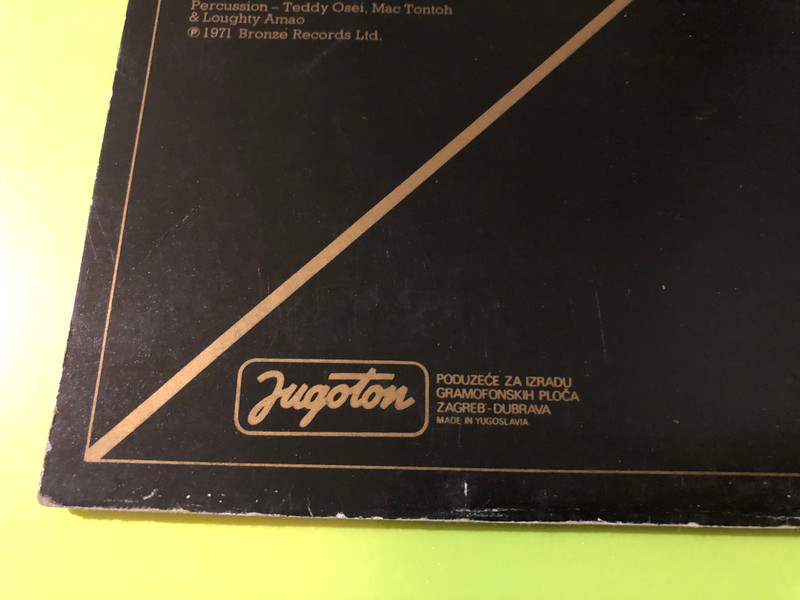 Percussion – Teddy Osei, Mac Tontoh
& Loughty Amao
℗ 1971 Bronze Records Ltd.
Jugoton
PODUZEĆE ZA IZRADU
GRAMOFONSKIH PLOČA
ZAGREB-DUBRAVA
MADE IN YUGOSLAVIA